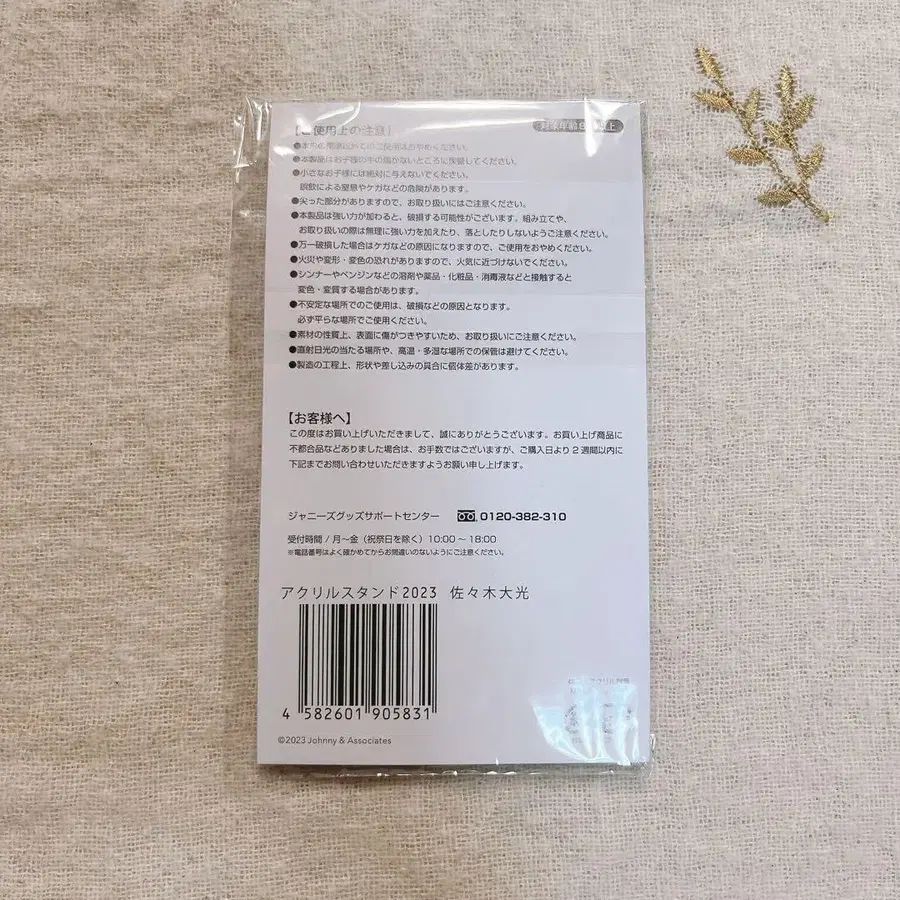 【ご使用上の注意】
対象年齢 以上
●本来の用途以外でのご使用はおやめください。
●本製品はお子様の手の届かないところに保管してください。
●小さなお子様には絶対に与えないでください。
誤飲による窒息やケガなどの危険があります。
●尖った部分がありますので、お取り扱いにはご注意ください。
●本製品は強い力が加わると、破損する可能性がございます。組み立てや、
お取り扱いの際は無理に強い力を加えたり、落としたりしないようご注意ください。
●万一破損した場合はケガなどの原因になりますので、ご使用をおやめください。
●火災や変形・変色の恐れがありますので、火気に近づけないでください。
●シンナーやベンジンなどの溶剤や薬品・化粧品・消毒液などと接触すると
変色・変質する場合があります。
●不安定な場所でのご使用は、破損などの原因となります。
必ず平らな場所でご使用ください。
●素材の性質上、表面に傷がつきやすいため、お取り扱いにご注意ください。
●直射日光の当たる場所や、高温・多湿な場所での保管は避けてください。
●製造の工程上、形状や差し込みの具合に個体差があります。
【お客様へ】
この度はお買い上げいただきまして、誠にありがとうございます。お買い上げ商品に
不都合品などありました場合は、お手数ではございますが、ご購入日より2週間以内に
下記までお問い合わせいただきますようお願い申し上げます。
ジャニーズグッズサポートセンター 0120-382-310
受付時間/月〜金（祝祭日を除く）10:00〜18:00
※電話番号はよく確かめてからお間違いのないようにご注意ください。
アクリルスタンド2023 佐々木大光
4 582601 905831
©2023 Johnny & Associates